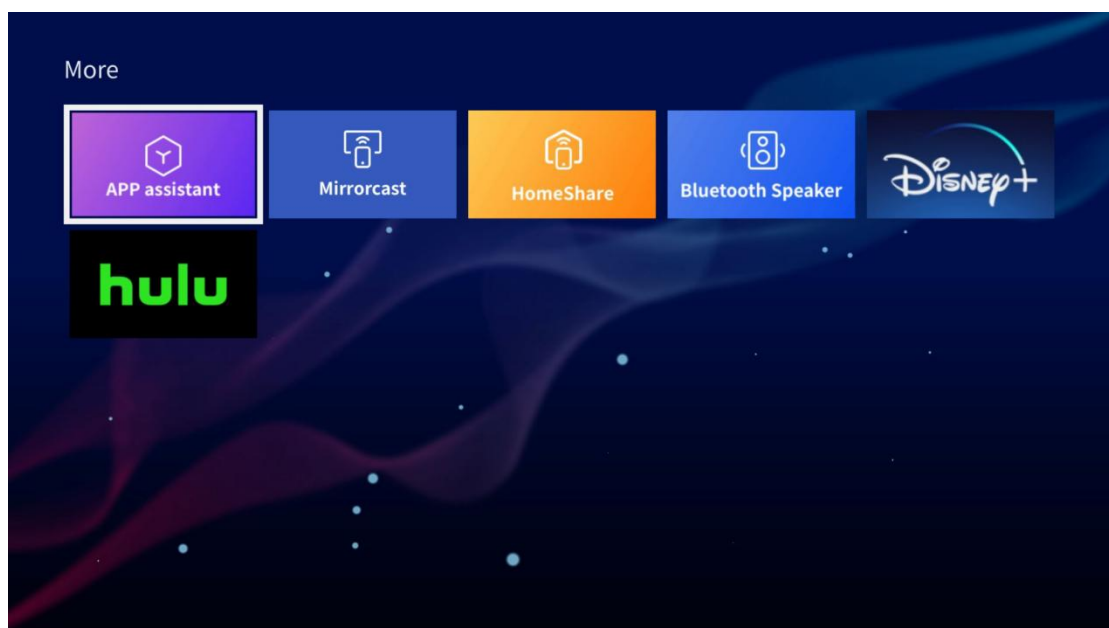 More
APP assistant
Mirrorcast
HomeShare
Bluetooth Speaker
Disney+
hulu